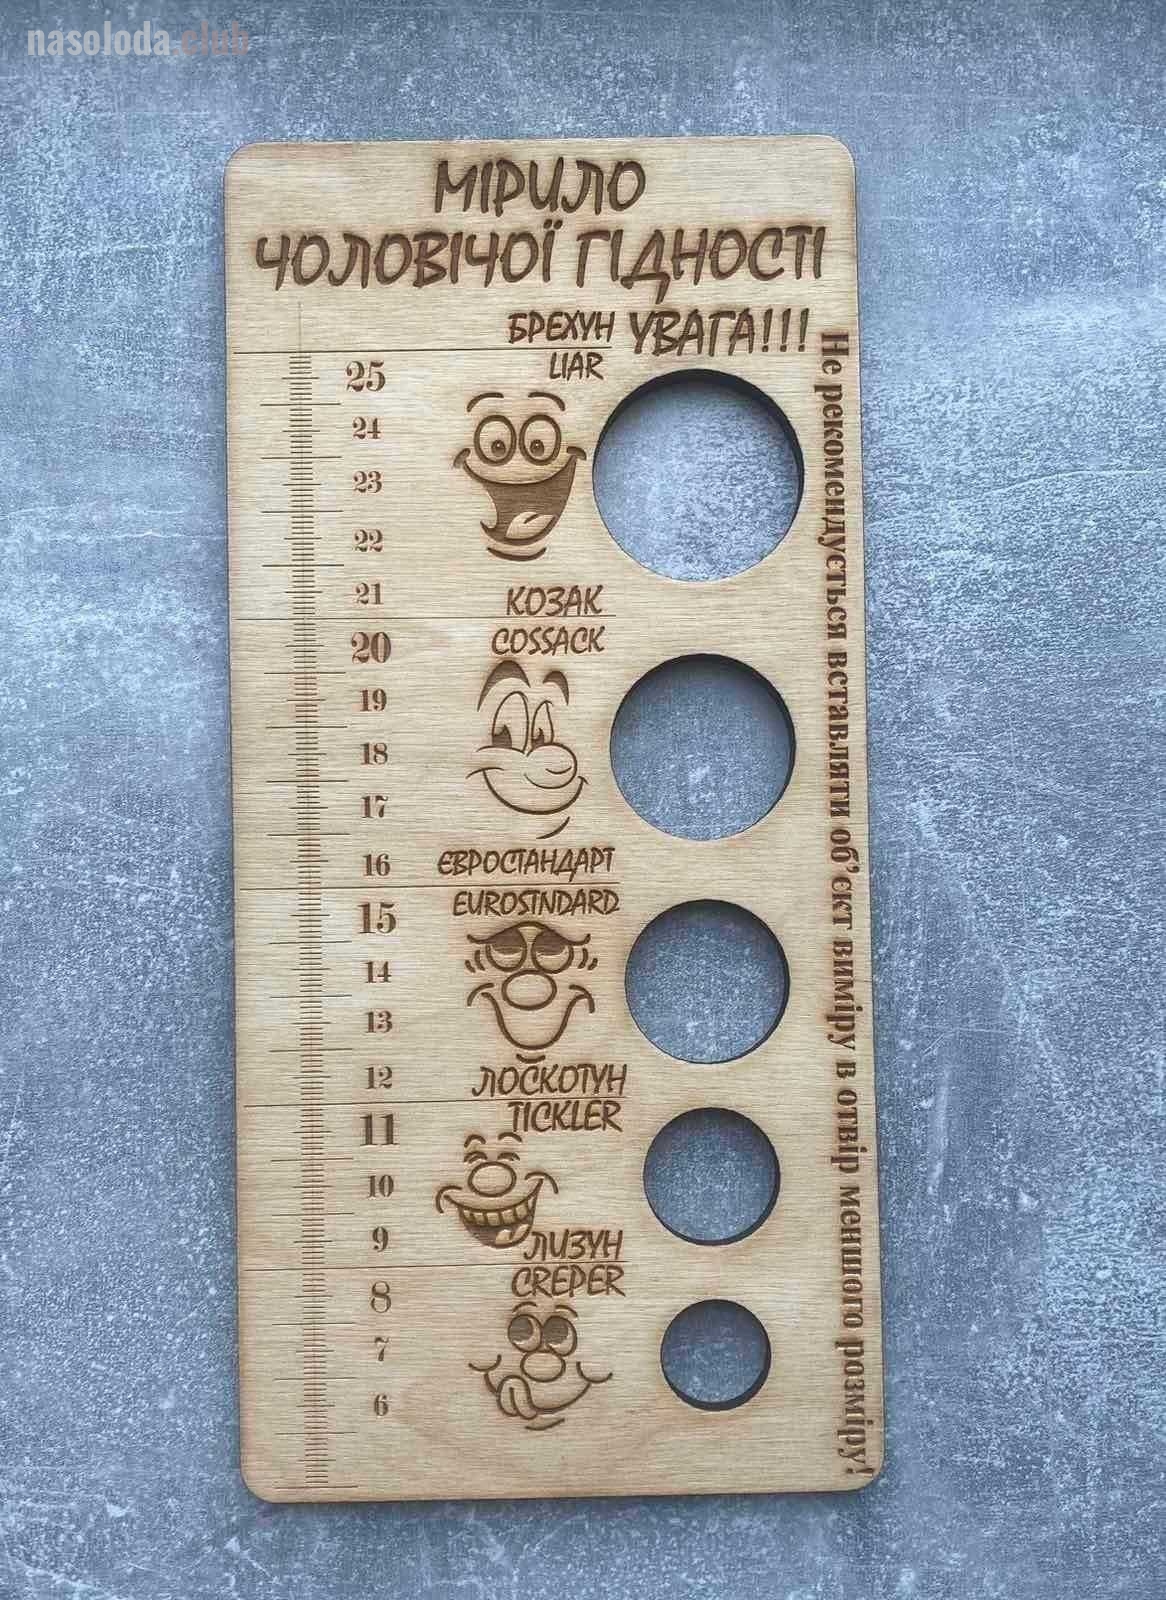 nasoloda.club
МІРИЛО
ЧОЛОВІЧОЇ ГІДНОСТІ
БРЕХУН
LIAR
УВАГА!!!
Не рекомендується вставляти об'єкт виміру в отвір меншого розміру!
25
24
23
22
21
КОЗАК
COSSACK
20
19
18
17
16
ЄВРОСТАНДАРТ
EUROSTNDARD
15
14
13
12
ЛОСКОТУН
TICKLER
11
10
9
ЛИЗУН
CREPER
8
7
6